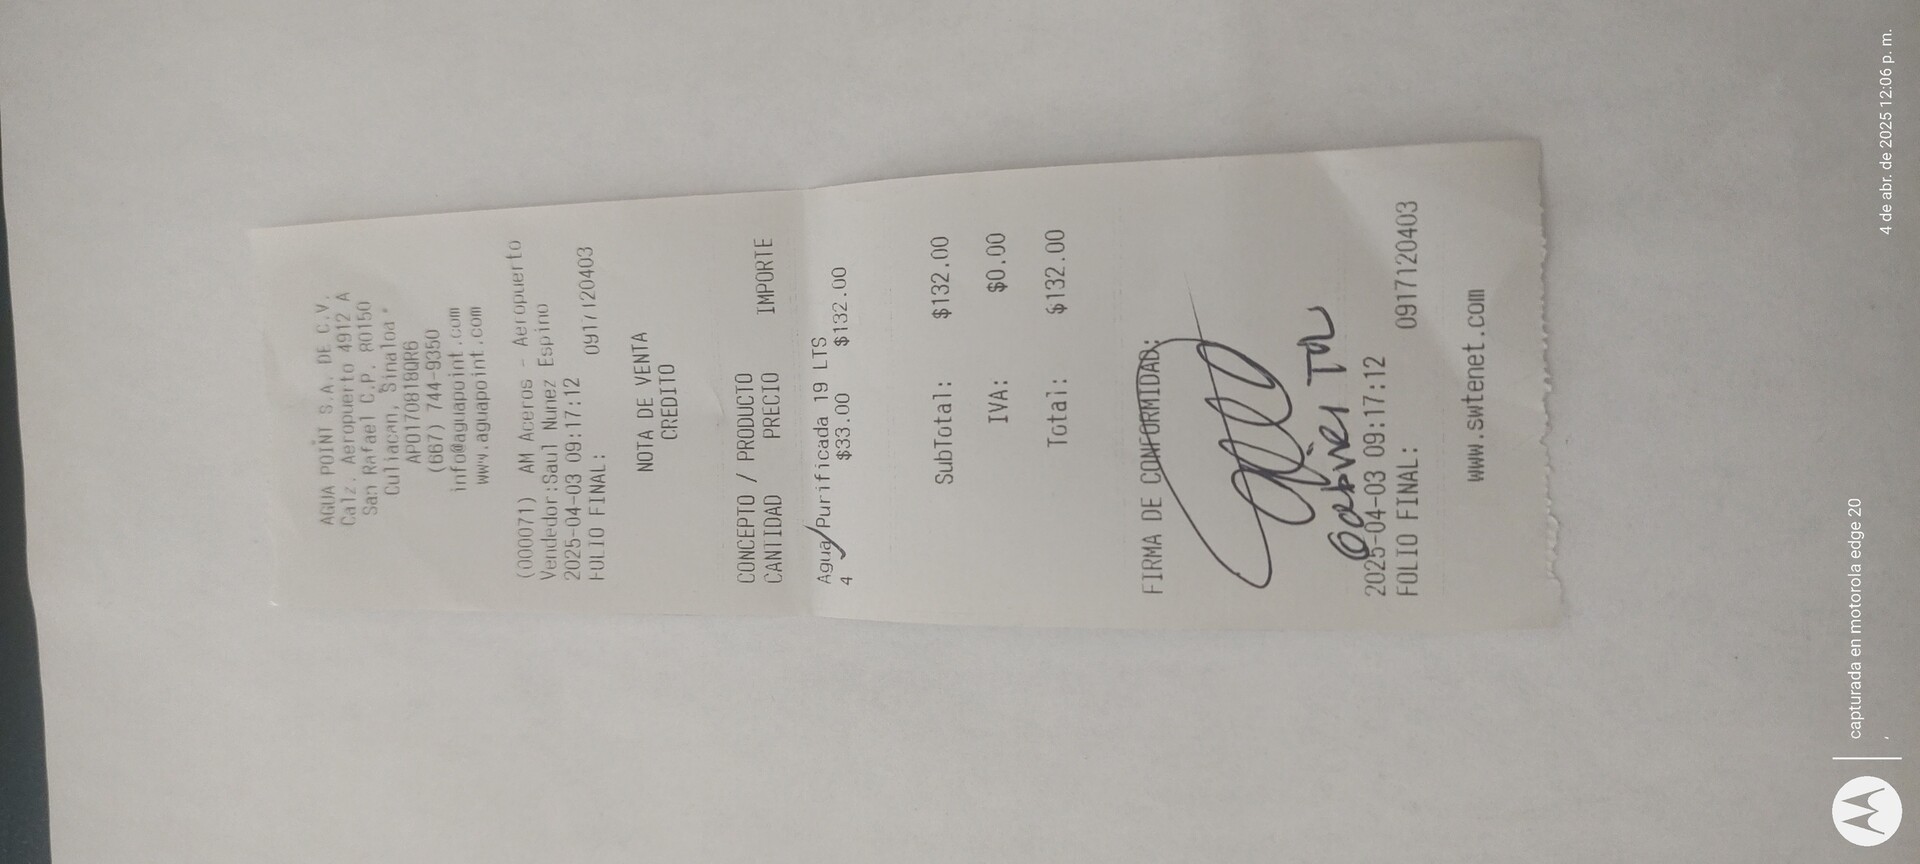 AGUA POINT S.A. DE C.V.
Calz. Aeropuerto 4912 A
San Rafael C.P. 80150
Culiacan, Sinaloa
APO170818QR6
(667) 744-9350
info@aguapoint.com
www.aguapoint.com
(000071) AM Aceros - Aeropuerto
Vendedor:Saul Nunez Espino
2025-04-03 09:17:12
FOLIO FINAL: 0917120403
NOTA DE VENTA
CREDITO
CONCEPTO / PRODUCTO
CANTIDAD PRECIO IMPORTE
Agua Purificada 19 LTS
4 $33.00 $132.00
SubTotal: $132.00
IVA: $0.00
Total: $132.00
FIRMA DE CONFORMIDAD:
Gabriel
2025-04-03 09:17:12
FOLIO FINAL: 0917120403
www.swtenet.com
capturada en motorola edge 20
4 de abr. de 2025 12:06 p. m.